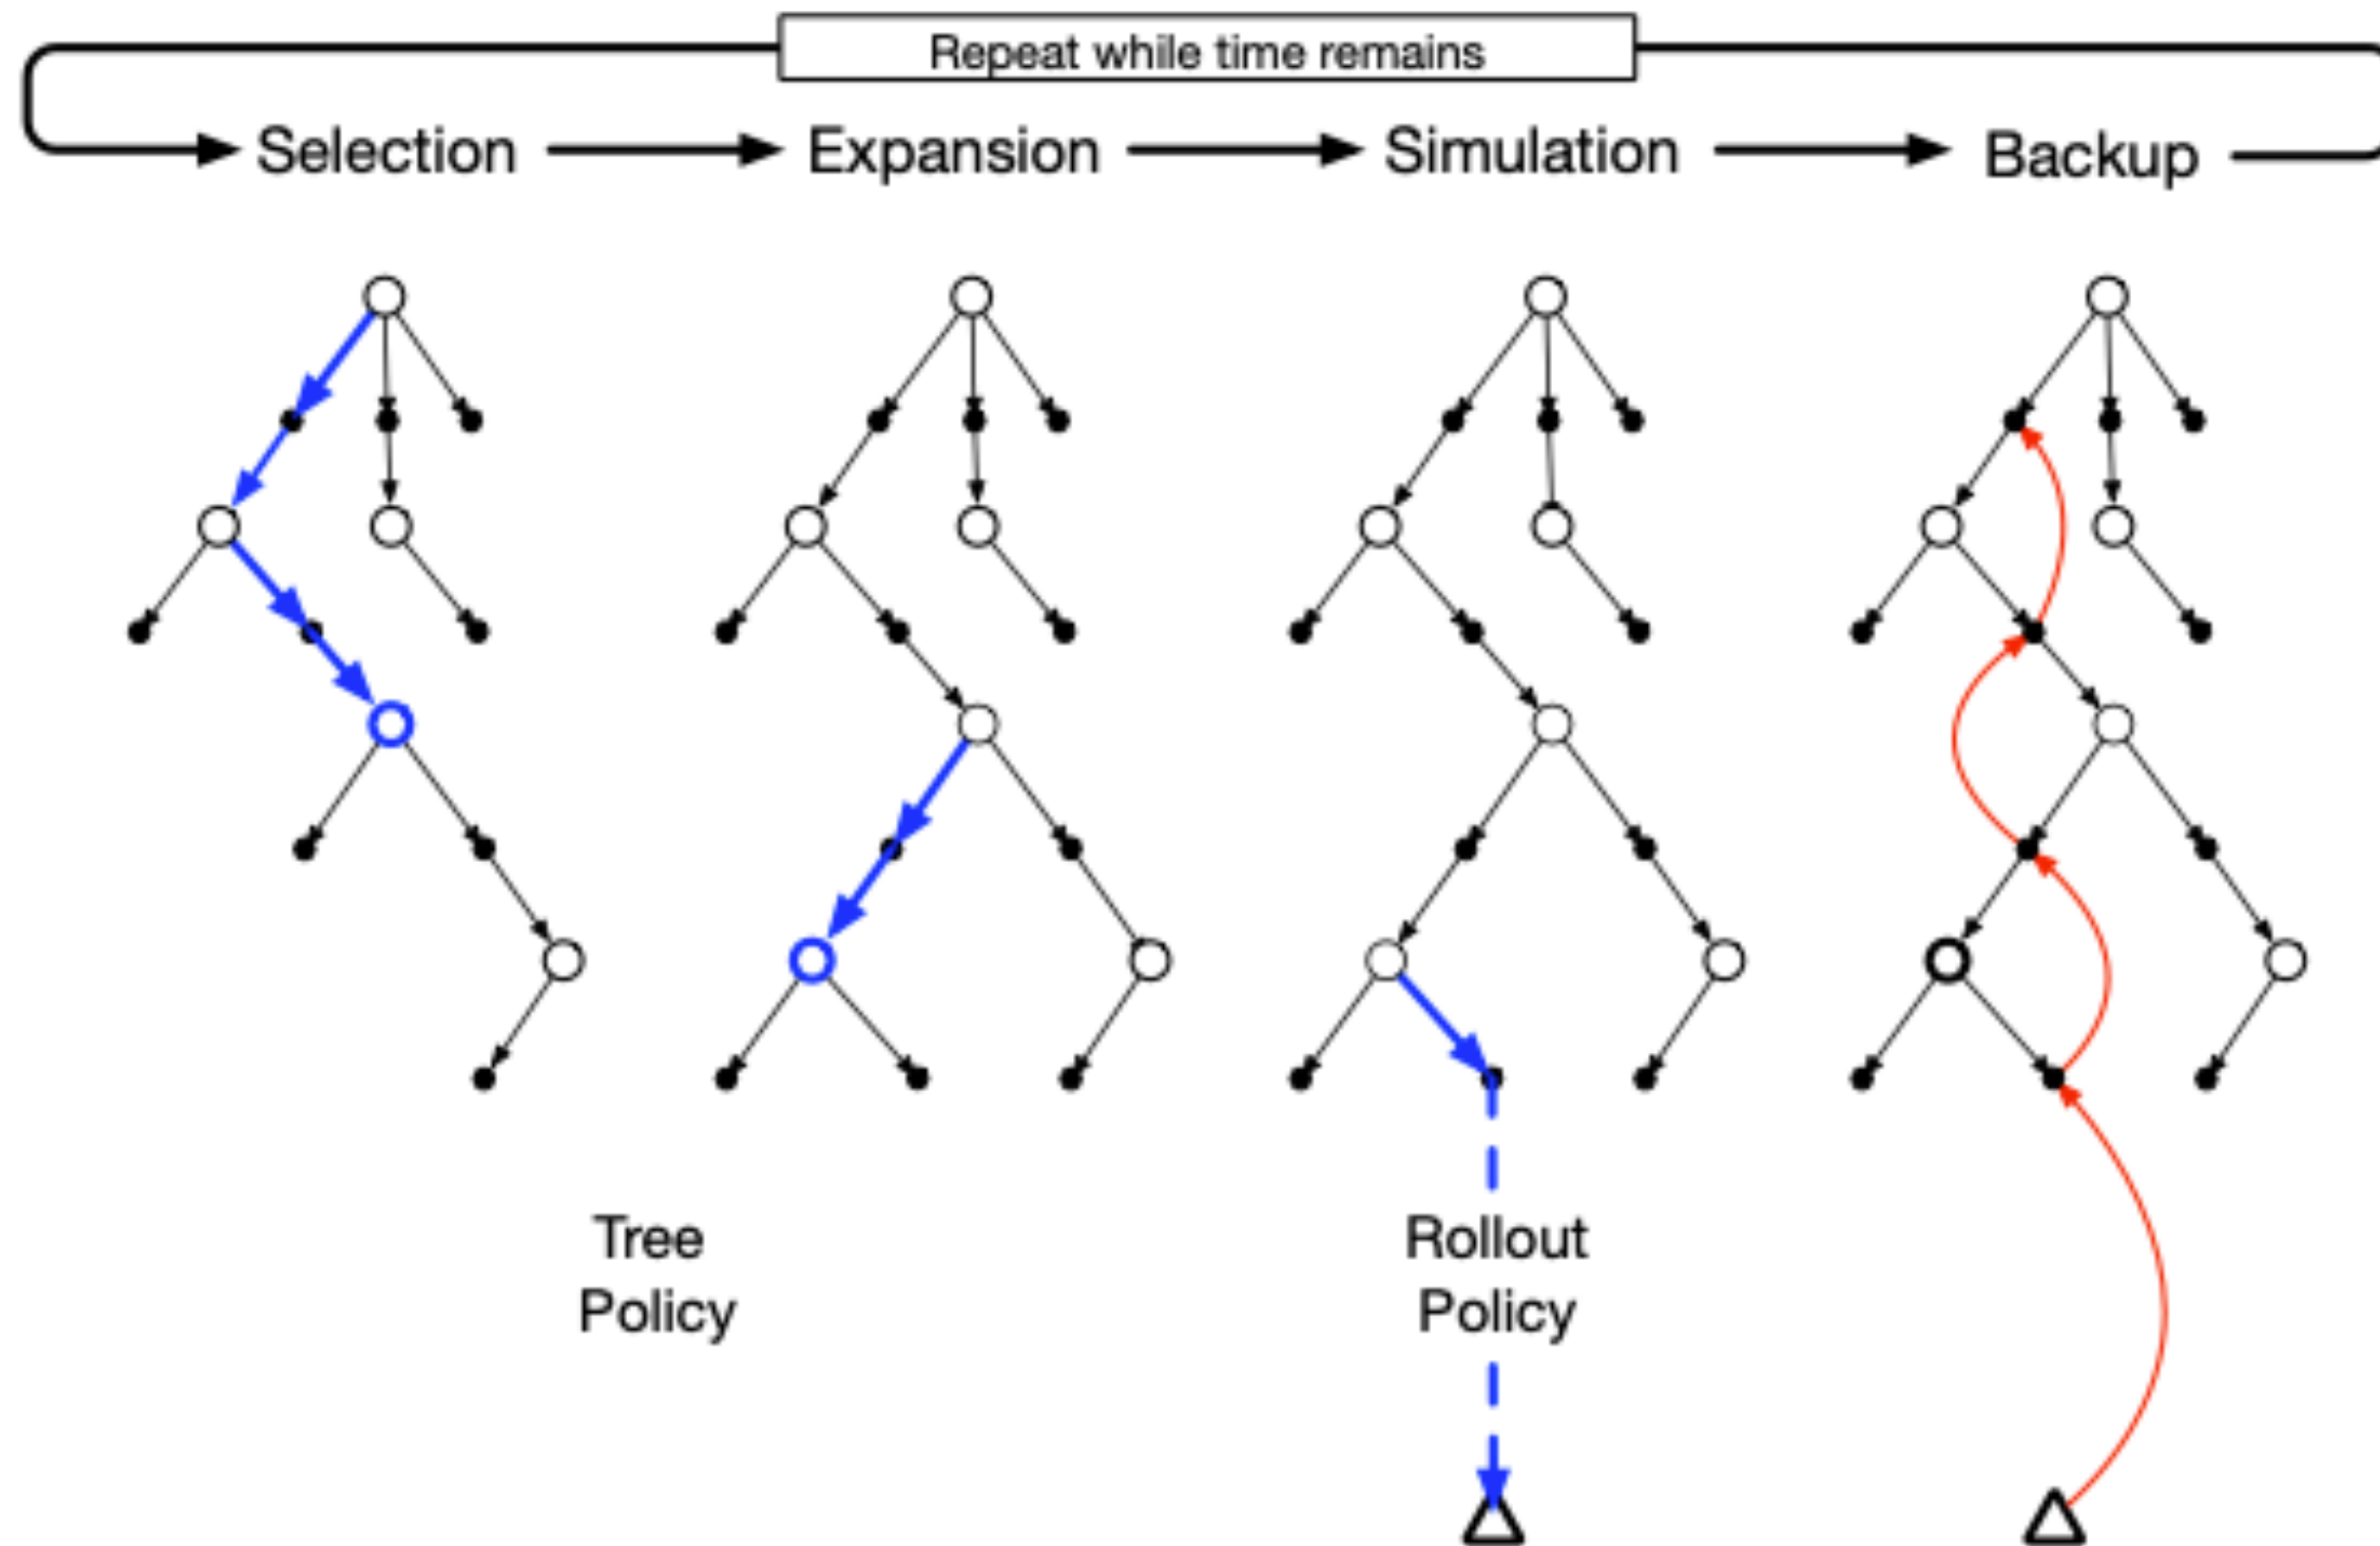 Repeat while time remains
Selection
Expansion
Simulation
Backup
Tree
Policy
Rollout
Policy